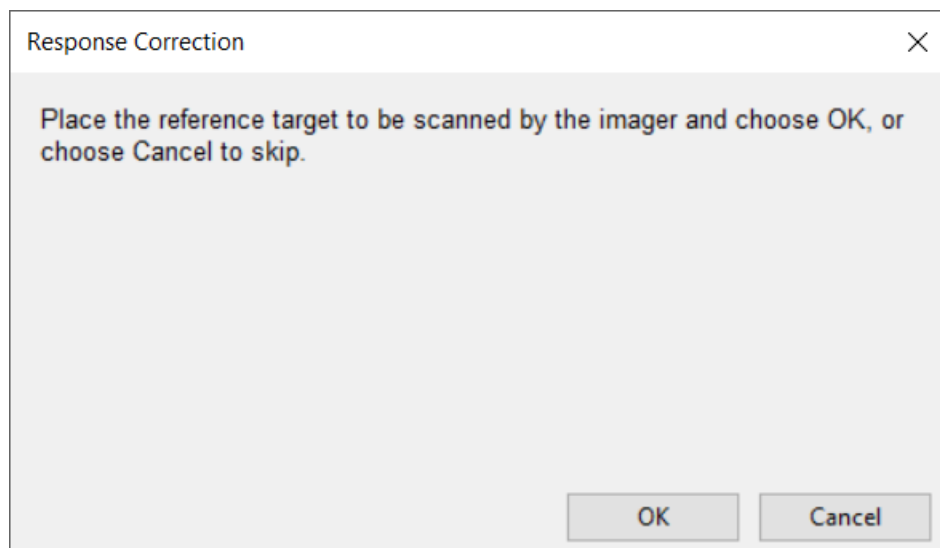 Response Correction
Place the reference target to be scanned by the imager and choose OK, or
choose Cancel to skip.
OK
Cancel